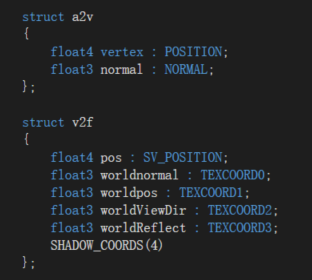 struct a2v
{
float4 vertex : POSITION;
float3 normal : NORMAL;
};
struct v2f
{
float4 pos : SV_POSITION;
float3 worldnormal : TEXCOORD0;
float3 worldpos : TEXCOORD1;
float3 worldViewDir : TEXCOORD2;
float3 worldReflect : TEXCOORD3;
SHADOW_COORDS(4)
};